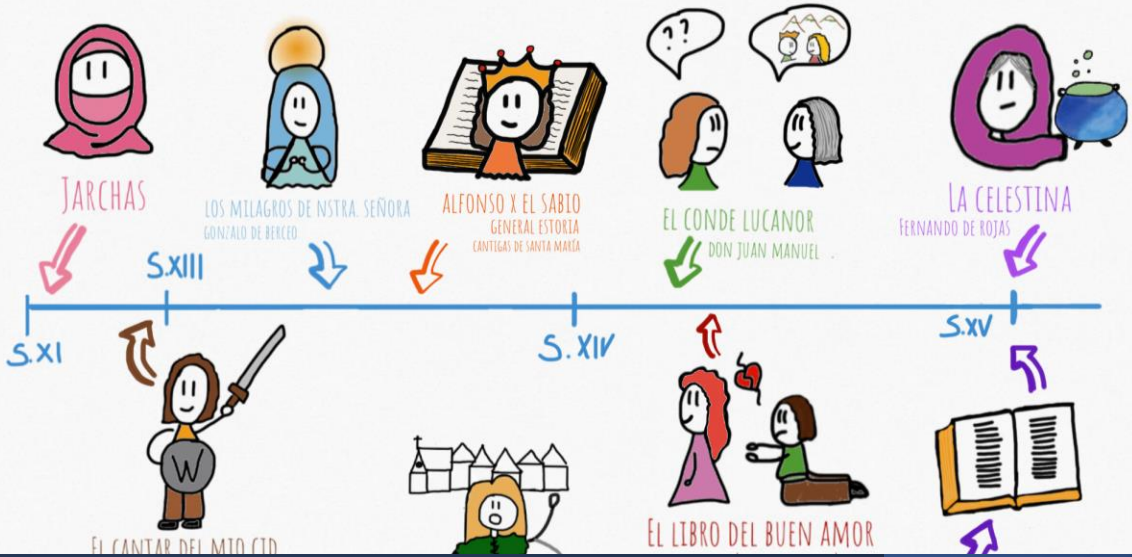 ??
JARCHAS
LOS MILAGROS DE NSTRA. SEÑORA
GONZALO DE BERCEO
ALFONSO X EL SABIO
GENERAL ESTORIA
CANTIGAS DE SANTA MARÍA
EL CONDE LUCANOR
DON JUAN MANUEL
LA CELESTINA
FERNANDO DE ROJAS
S.XIII
S.XI
S. XIV
S.XV
W
EL CANTAR DEL MIO CID
EL LIBRO DEL BUEN AMOR